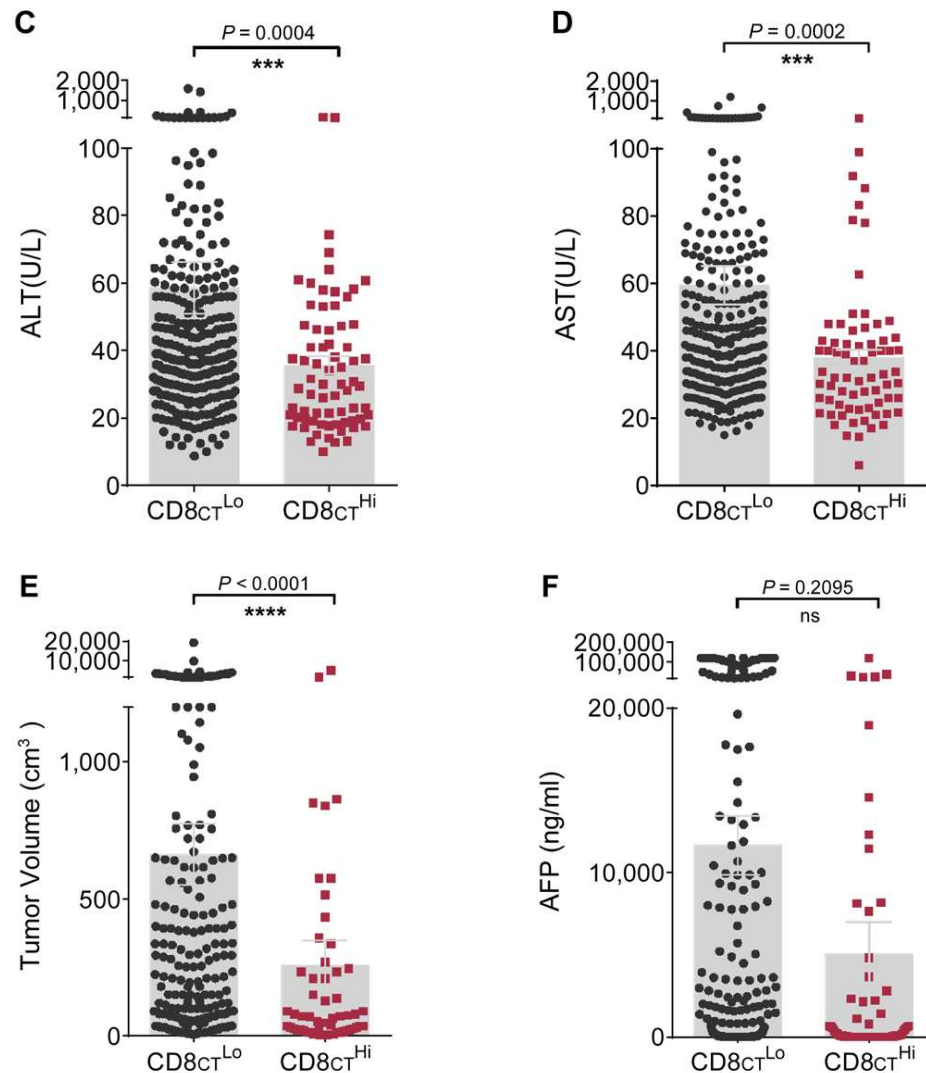 C
P = 0.0004
***
2,000
1,000
100
80
60
40
20
0
ALT(U/L)
CD8CT^Lo CD8CT^Hi
D
P = 0.0002
***
2,000
1,000
100
80
60
40
20
0
AST(U/L)
CD8CT^Lo CD8CT^Hi
E
P < 0.0001
****
20,000
10,000
1,000
500
0
Tumor Volume (cm³)
CD8CT^Lo CD8CT^Hi
F
P = 0.2095
ns
200,000
100,000
20,000
10,000
0
AFP (ng/ml)
CD8CT^Lo CD8CT^Hi